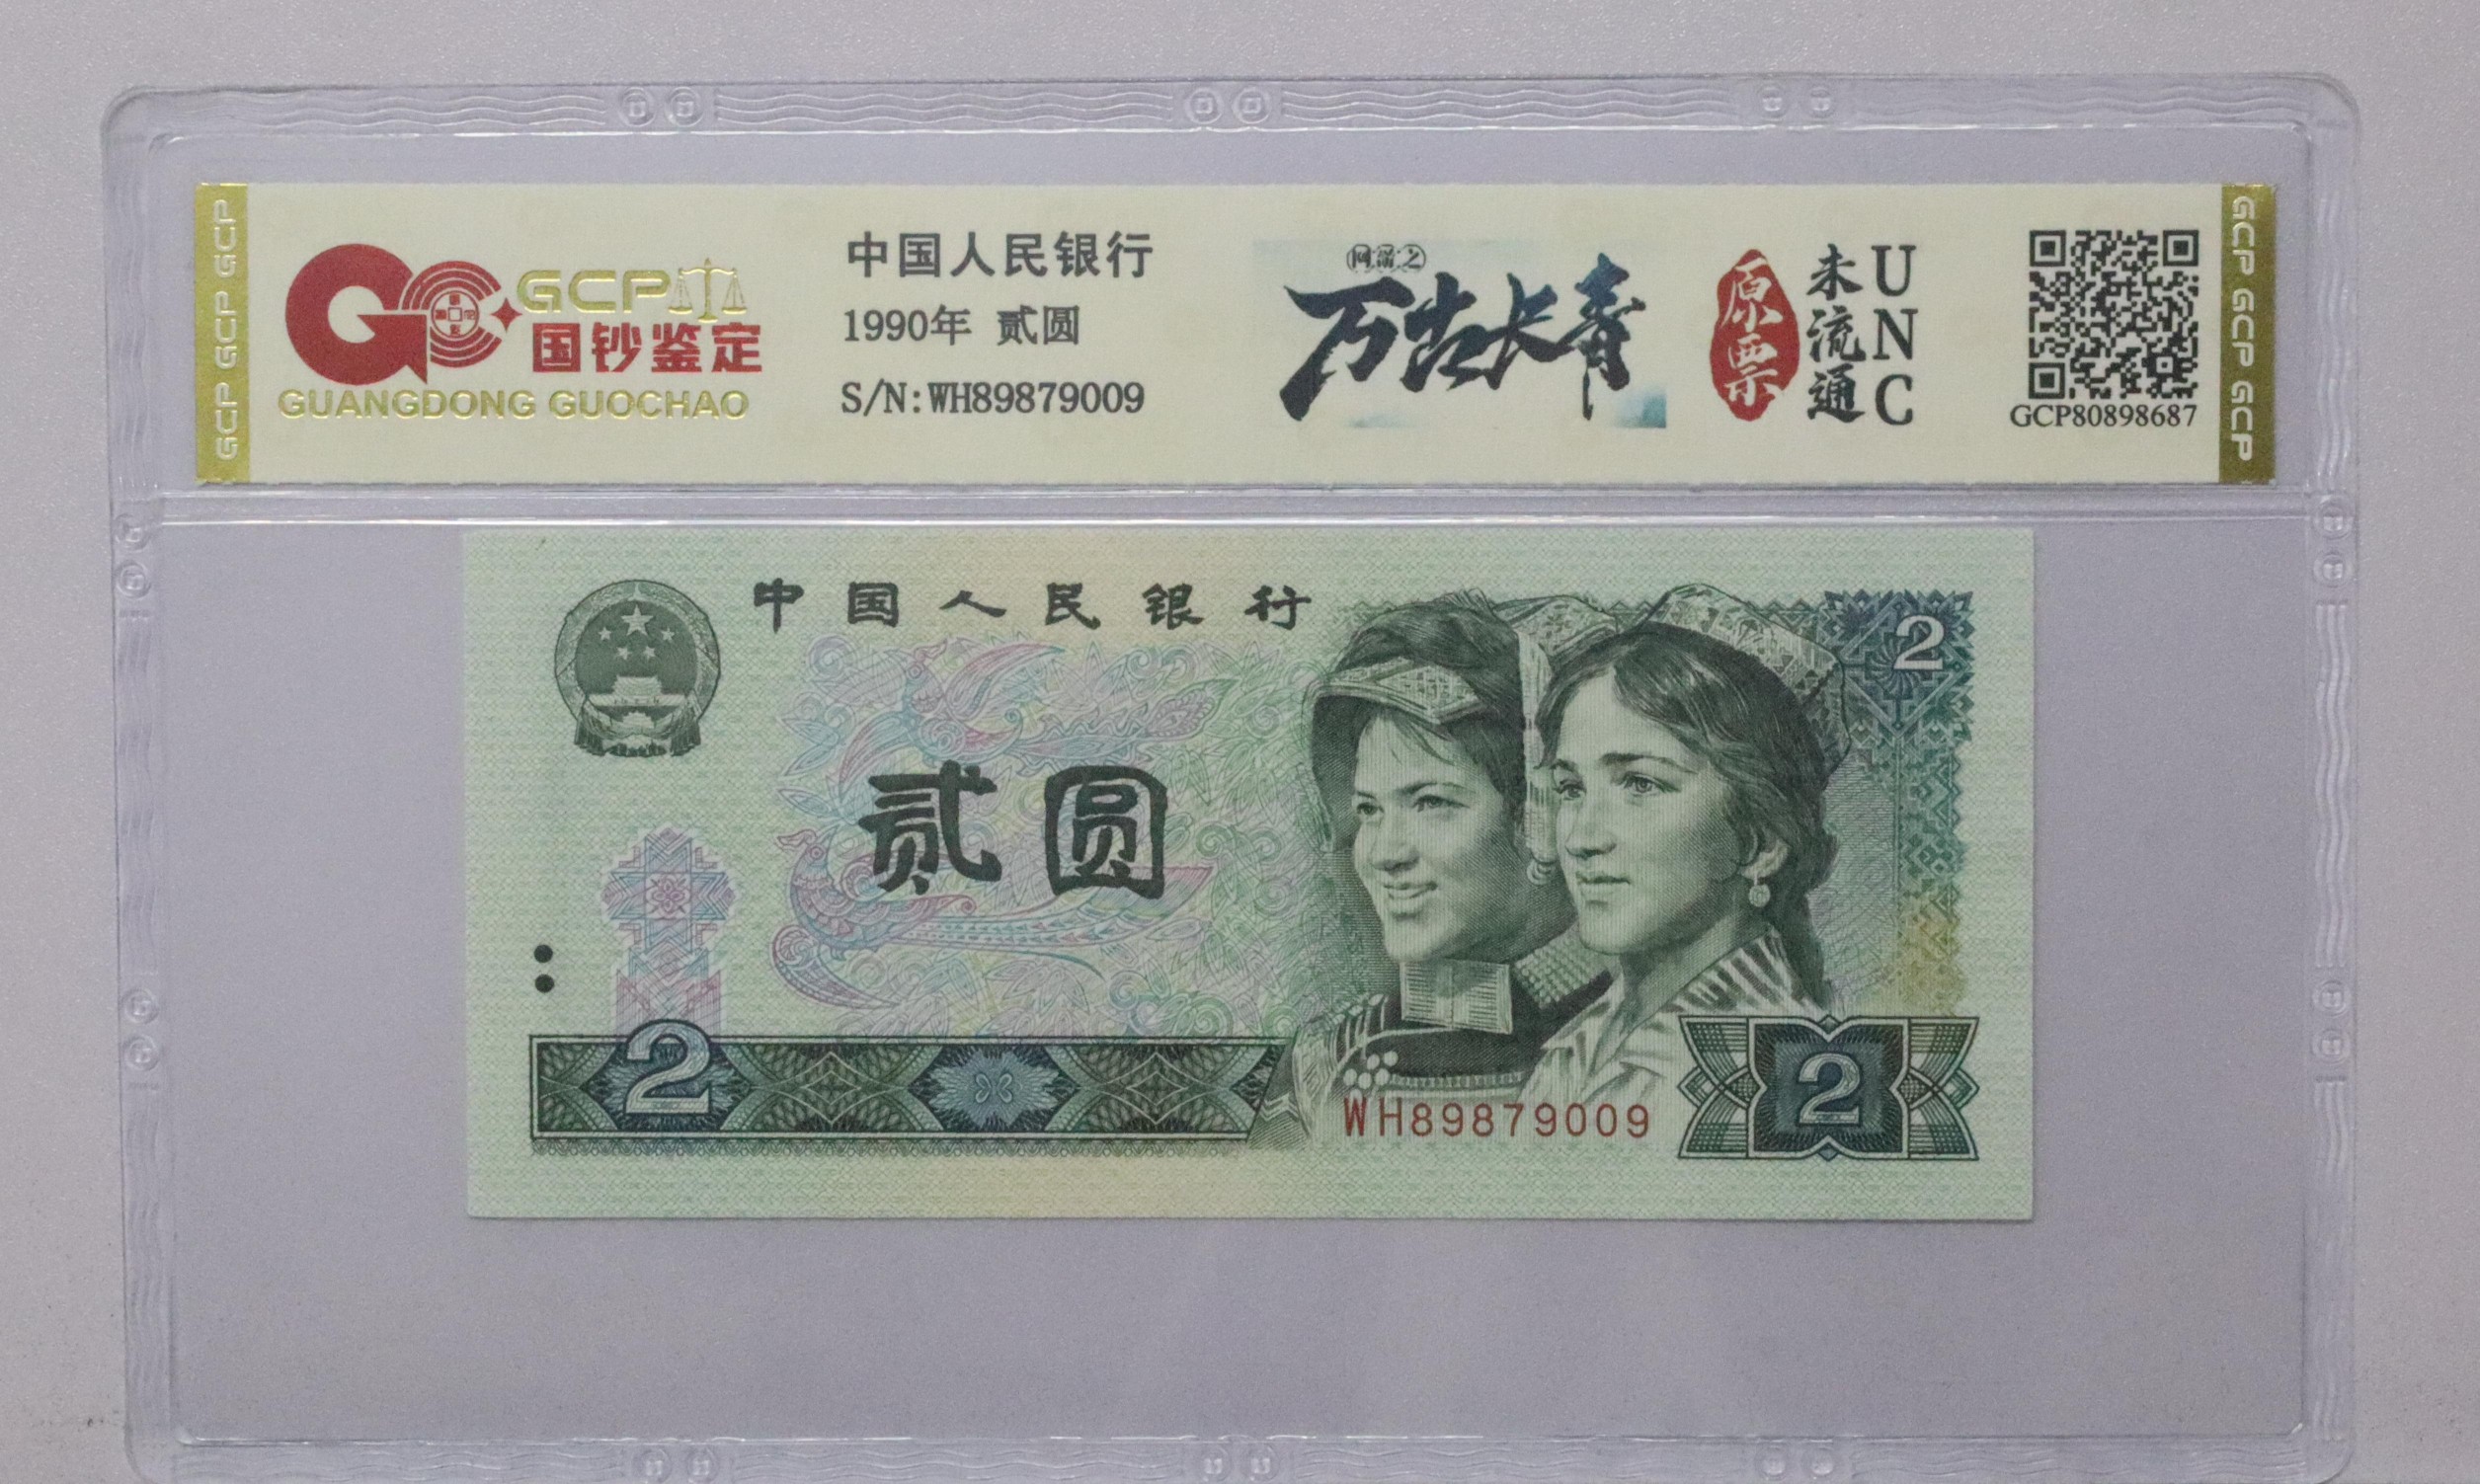 GCP GCP GCP
GCP
国钞鉴定
GUANGDONG GUOCHAO
中国人民银行
1990年 贰圆
S/N:WH89879009
万古长青
原票
未流通
UNC
GCP80898687
GCP GCP GCP
中国人民银行
2
贰圆
2
WH89879009
2